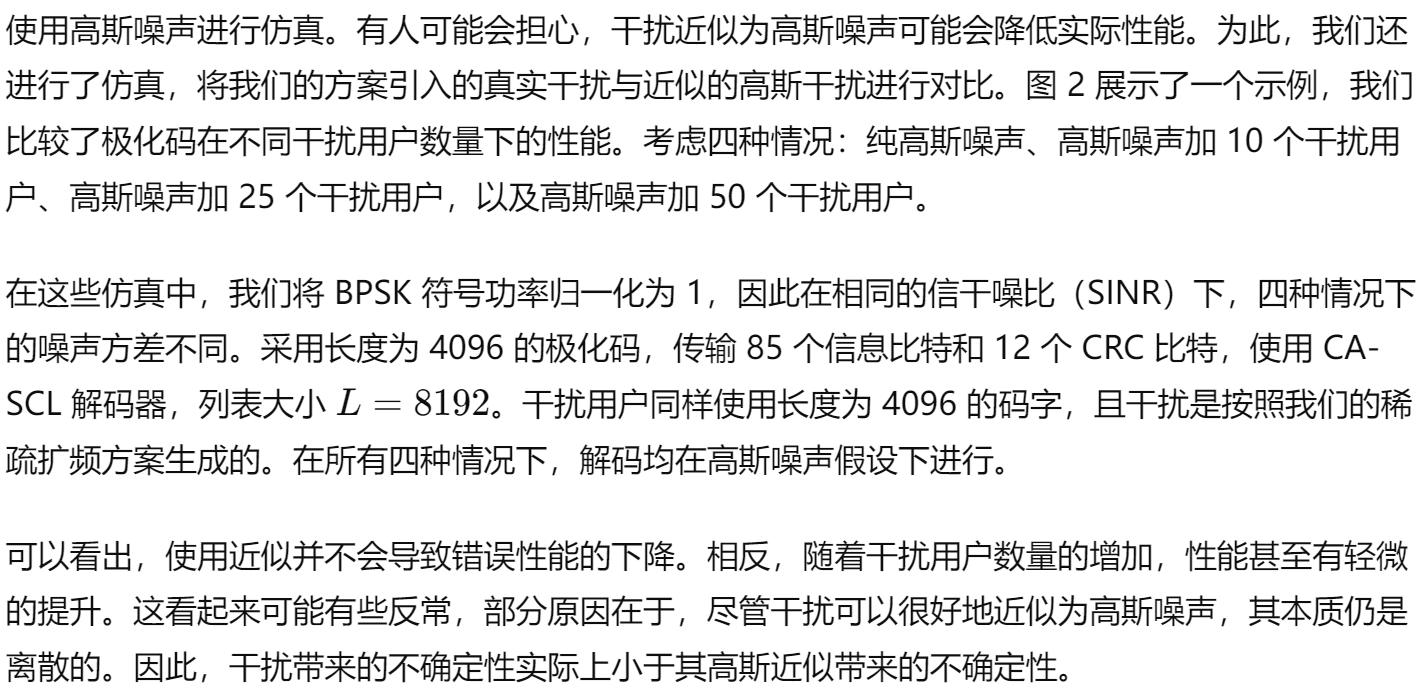 使用高斯噪声进行仿真。有人可能会担心，干扰近似为高斯噪声可能会降低实际性能。为此，我们还
进行了仿真，将我们的方案引入的真实干扰与近似的高斯干扰进行对比。图 2 展示了一个示例，我们
比较了极化码在不同干扰用户数量下的性能。考虑四种情况：纯高斯噪声、高斯噪声加 10 个干扰用
户、高斯噪声加 25 个干扰用户，以及高斯噪声加 50 个干扰用户。
在这些仿真中，我们将 BPSK 符号功率归一化为 1，因此在相同的信干噪比（SINR）下，四种情况下
的噪声方差不同。采用长度为 4096 的极化码，传输 85 个信息比特和 12 个 CRC 比特，使用 CA-
SCL 解码器，列表大小 L = 8192。干扰用户同样使用长度为 4096 的码字，且干扰是按照我们的稀
疏扩频方案生成的。在所有四种情况下，解码均在高斯噪声假设下进行。
可以看出，使用近似并不会导致错误性能的下降。相反，随着干扰用户数量的增加，性能甚至有轻微
的提升。这看起来可能有些反常，部分原因在于，尽管干扰可以很好地近似为高斯噪声，其本质仍是
离散的。因此，干扰带来的不确定性实际上小于其高斯近似带来的不确定性。